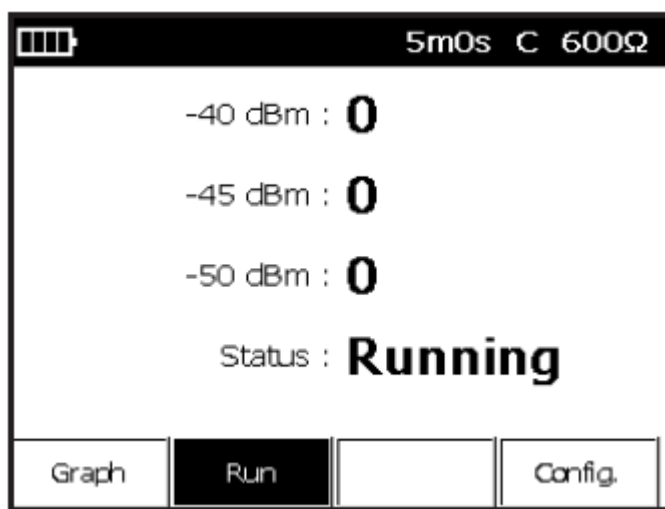 5m0s C 600Ω
-40 dBm : 0
-45 dBm : 0
-50 dBm : 0
Status : Running
Graph Run Config.